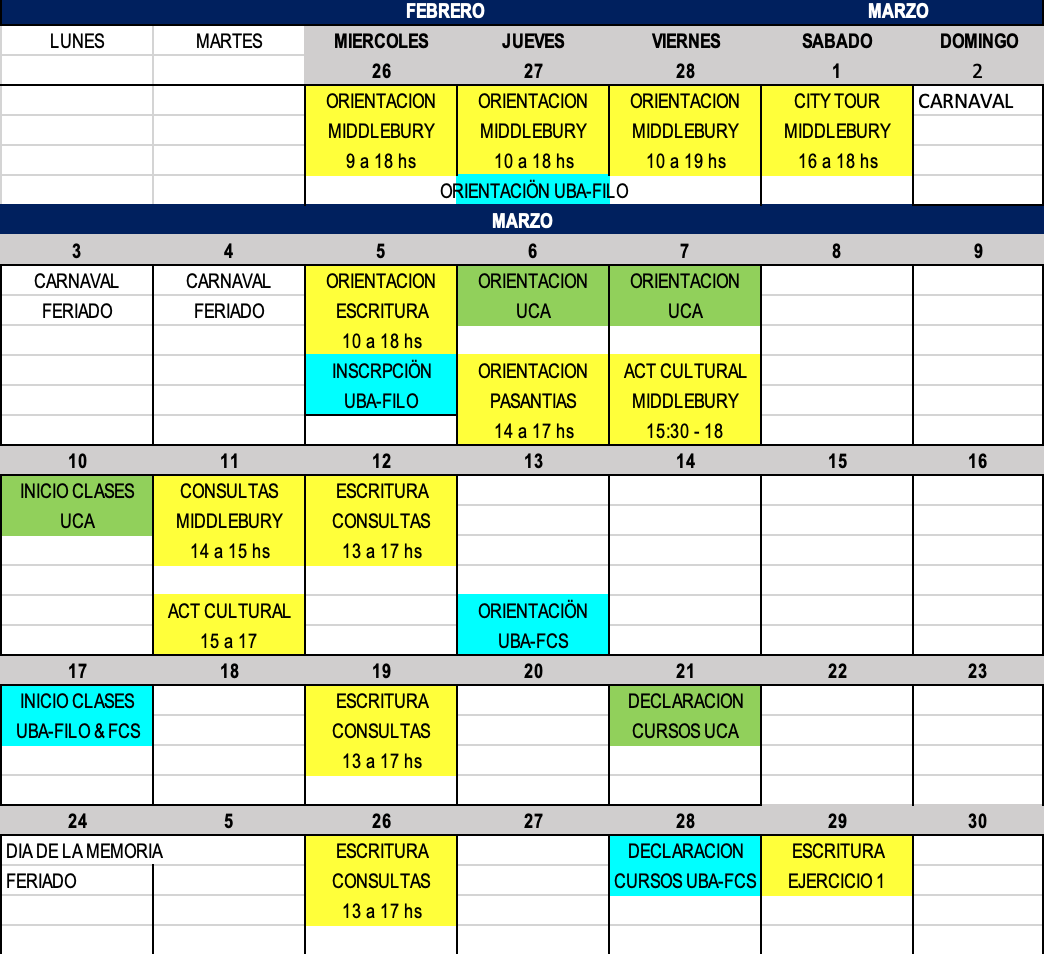 FEBRERO MARZO
LUNES MARTES MIERCOLES JUEVES VIERNES SABADO DOMINGO
26 27 28 1 2
ORIENTACION ORIENTACION ORIENTACION CITY TOUR CARNAVAL
MIDDLEBURY MIDDLEBURY MIDDLEBURY MIDDLEBURY
9 a 18 hs 10 a 18 hs 10 a 19 hs 16 a 18 hs
ORIENTACIÖN UBA-FILO
MARZO
3 4 5 6 7 8 9
CARNAVAL CARNAVAL ORIENTACION ORIENTACION ORIENTACION
FERIADO FERIADO ESCRITURA UCA UCA
10 a 18 hs
INSCRPCIÖN ORIENTACION ACT CULTURAL
UBA-FILO PASANTIAS MIDDLEBURY
14 a 17 hs 15:30 - 18
10 11 12 13 14 15 16
INICIO CLASES CONSULTAS ESCRITURA
UCA MIDDLEBURY CONSULTAS
14 a 15 hs 13 a 17 hs
ACT CULTURAL ORIENTACIÖN
15 a 17 UBA-FCS
17 18 19 20 21 22 23
INICIO CLASES ESCRITURA DECLARACION
UBA-FILO & FCS CONSULTAS CURSOS UCA
13 a 17 hs
24 5 26 27 28 29 30
DIA DE LA MEMORIA ESCRITURA DECLARACION ESCRITURA
FERIADO CONSULTAS CURSOS UBA-FCS EJERCICIO 1
13 a 17 hs